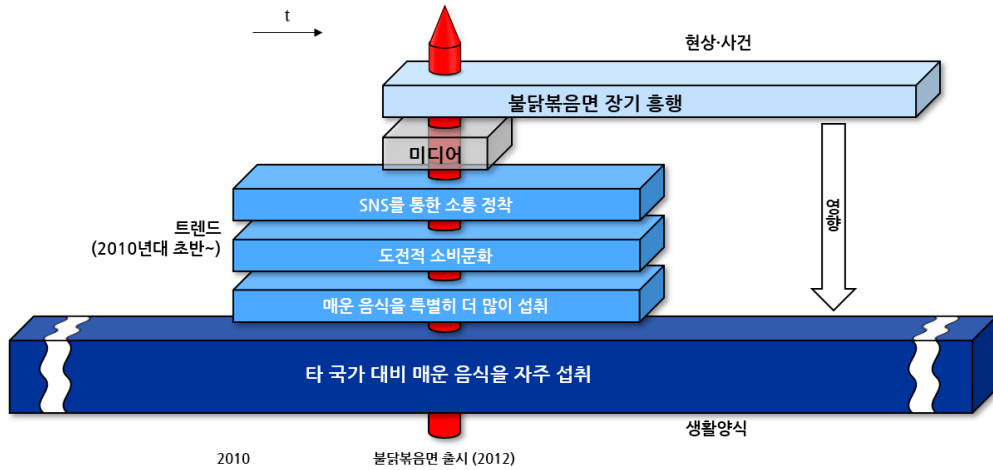 t
현상·사건
불닭볶음면 장기 흥행
미디어
SNS를 통한 소통 정착
트렌드
(2010년대 초반~)
도전적 소비문화
영향
매운 음식을 특별히 더 많이 섭취
타 국가 대비 매운 음식을 자주 섭취
생활양식
2010
불닭볶음면 출시 (2012)